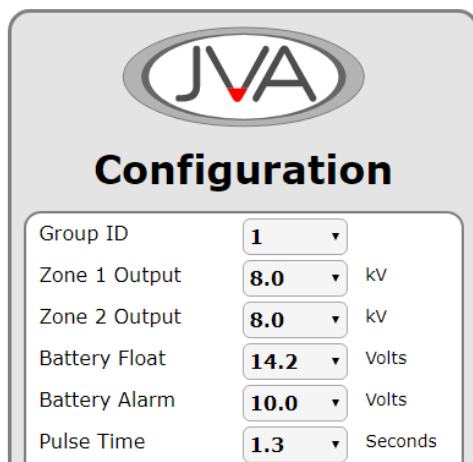 JVA
Configuration
Group ID 1
Zone 1 Output 8.0 kV
Zone 2 Output 8.0 kV
Battery Float 14.2 Volts
Battery Alarm 10.0 Volts
Pulse Time 1.3 Seconds